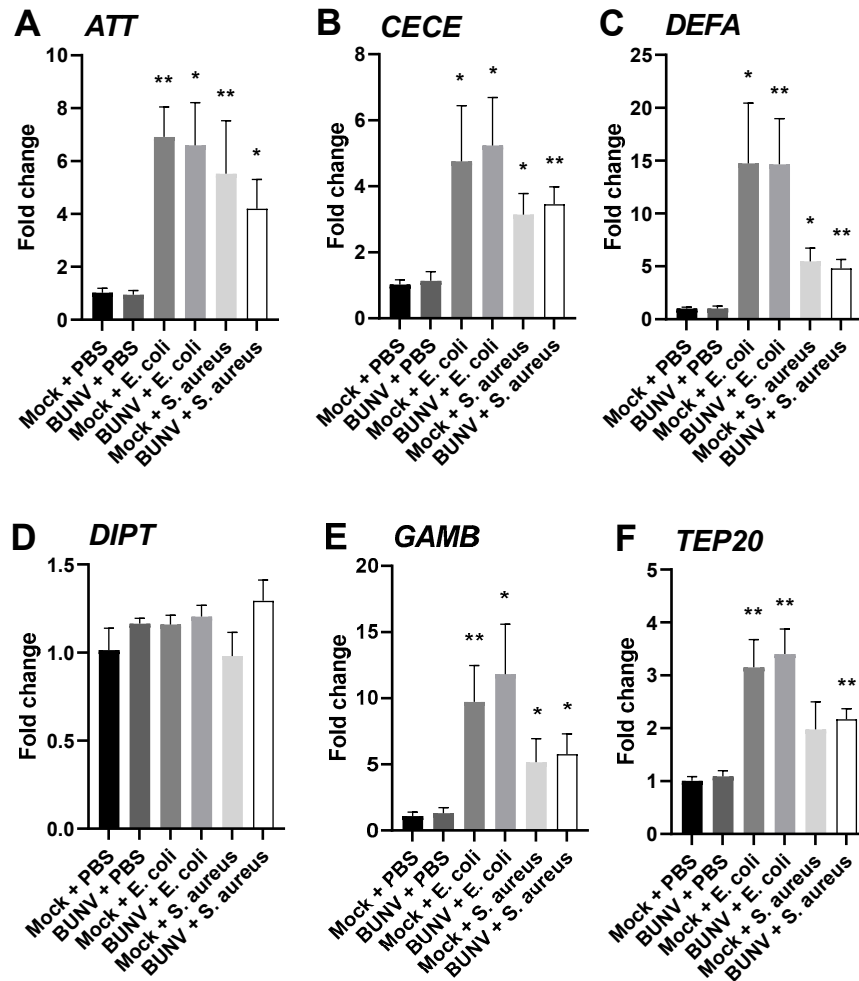 A ATT
10
8
6
4
2
0
Fold change
** * ** *
Mock + PBS
BUNV + PBS
Mock + E. coli
BUNV + E. coli
Mock + S. aureus
BUNV + S. aureus
B CECE
8
6
4
2
0
Fold change
* * * **
Mock + PBS
BUNV + PBS
Mock + E. coli
BUNV + E. coli
Mock + S. aureus
BUNV + S. aureus
C DEFA
25
20
15
10
5
0
Fold change
* ** * **
Mock + PBS
BUNV + PBS
Mock + E. coli
BUNV + E. coli
Mock + S. aureus
BUNV + S. aureus
D DIPT
1.5
1.0
0.5
0.0
Fold change
Mock + PBS
BUNV + PBS
Mock + E. coli
BUNV + E. coli
Mock + S. aureus
BUNV + S. aureus
E GAMB
20
15
10
5
0
Fold change
** * * *
Mock + PBS
BUNV + PBS
Mock + E. coli
BUNV + E. coli
Mock + S. aureus
BUNV + S. aureus
F TEP20
5
4
3
2
1
0
Fold change
** ** **
Mock + PBS
BUNV + PBS
Mock + E. coli
BUNV + E. coli
Mock + S. aureus
BUNV + S. aureus